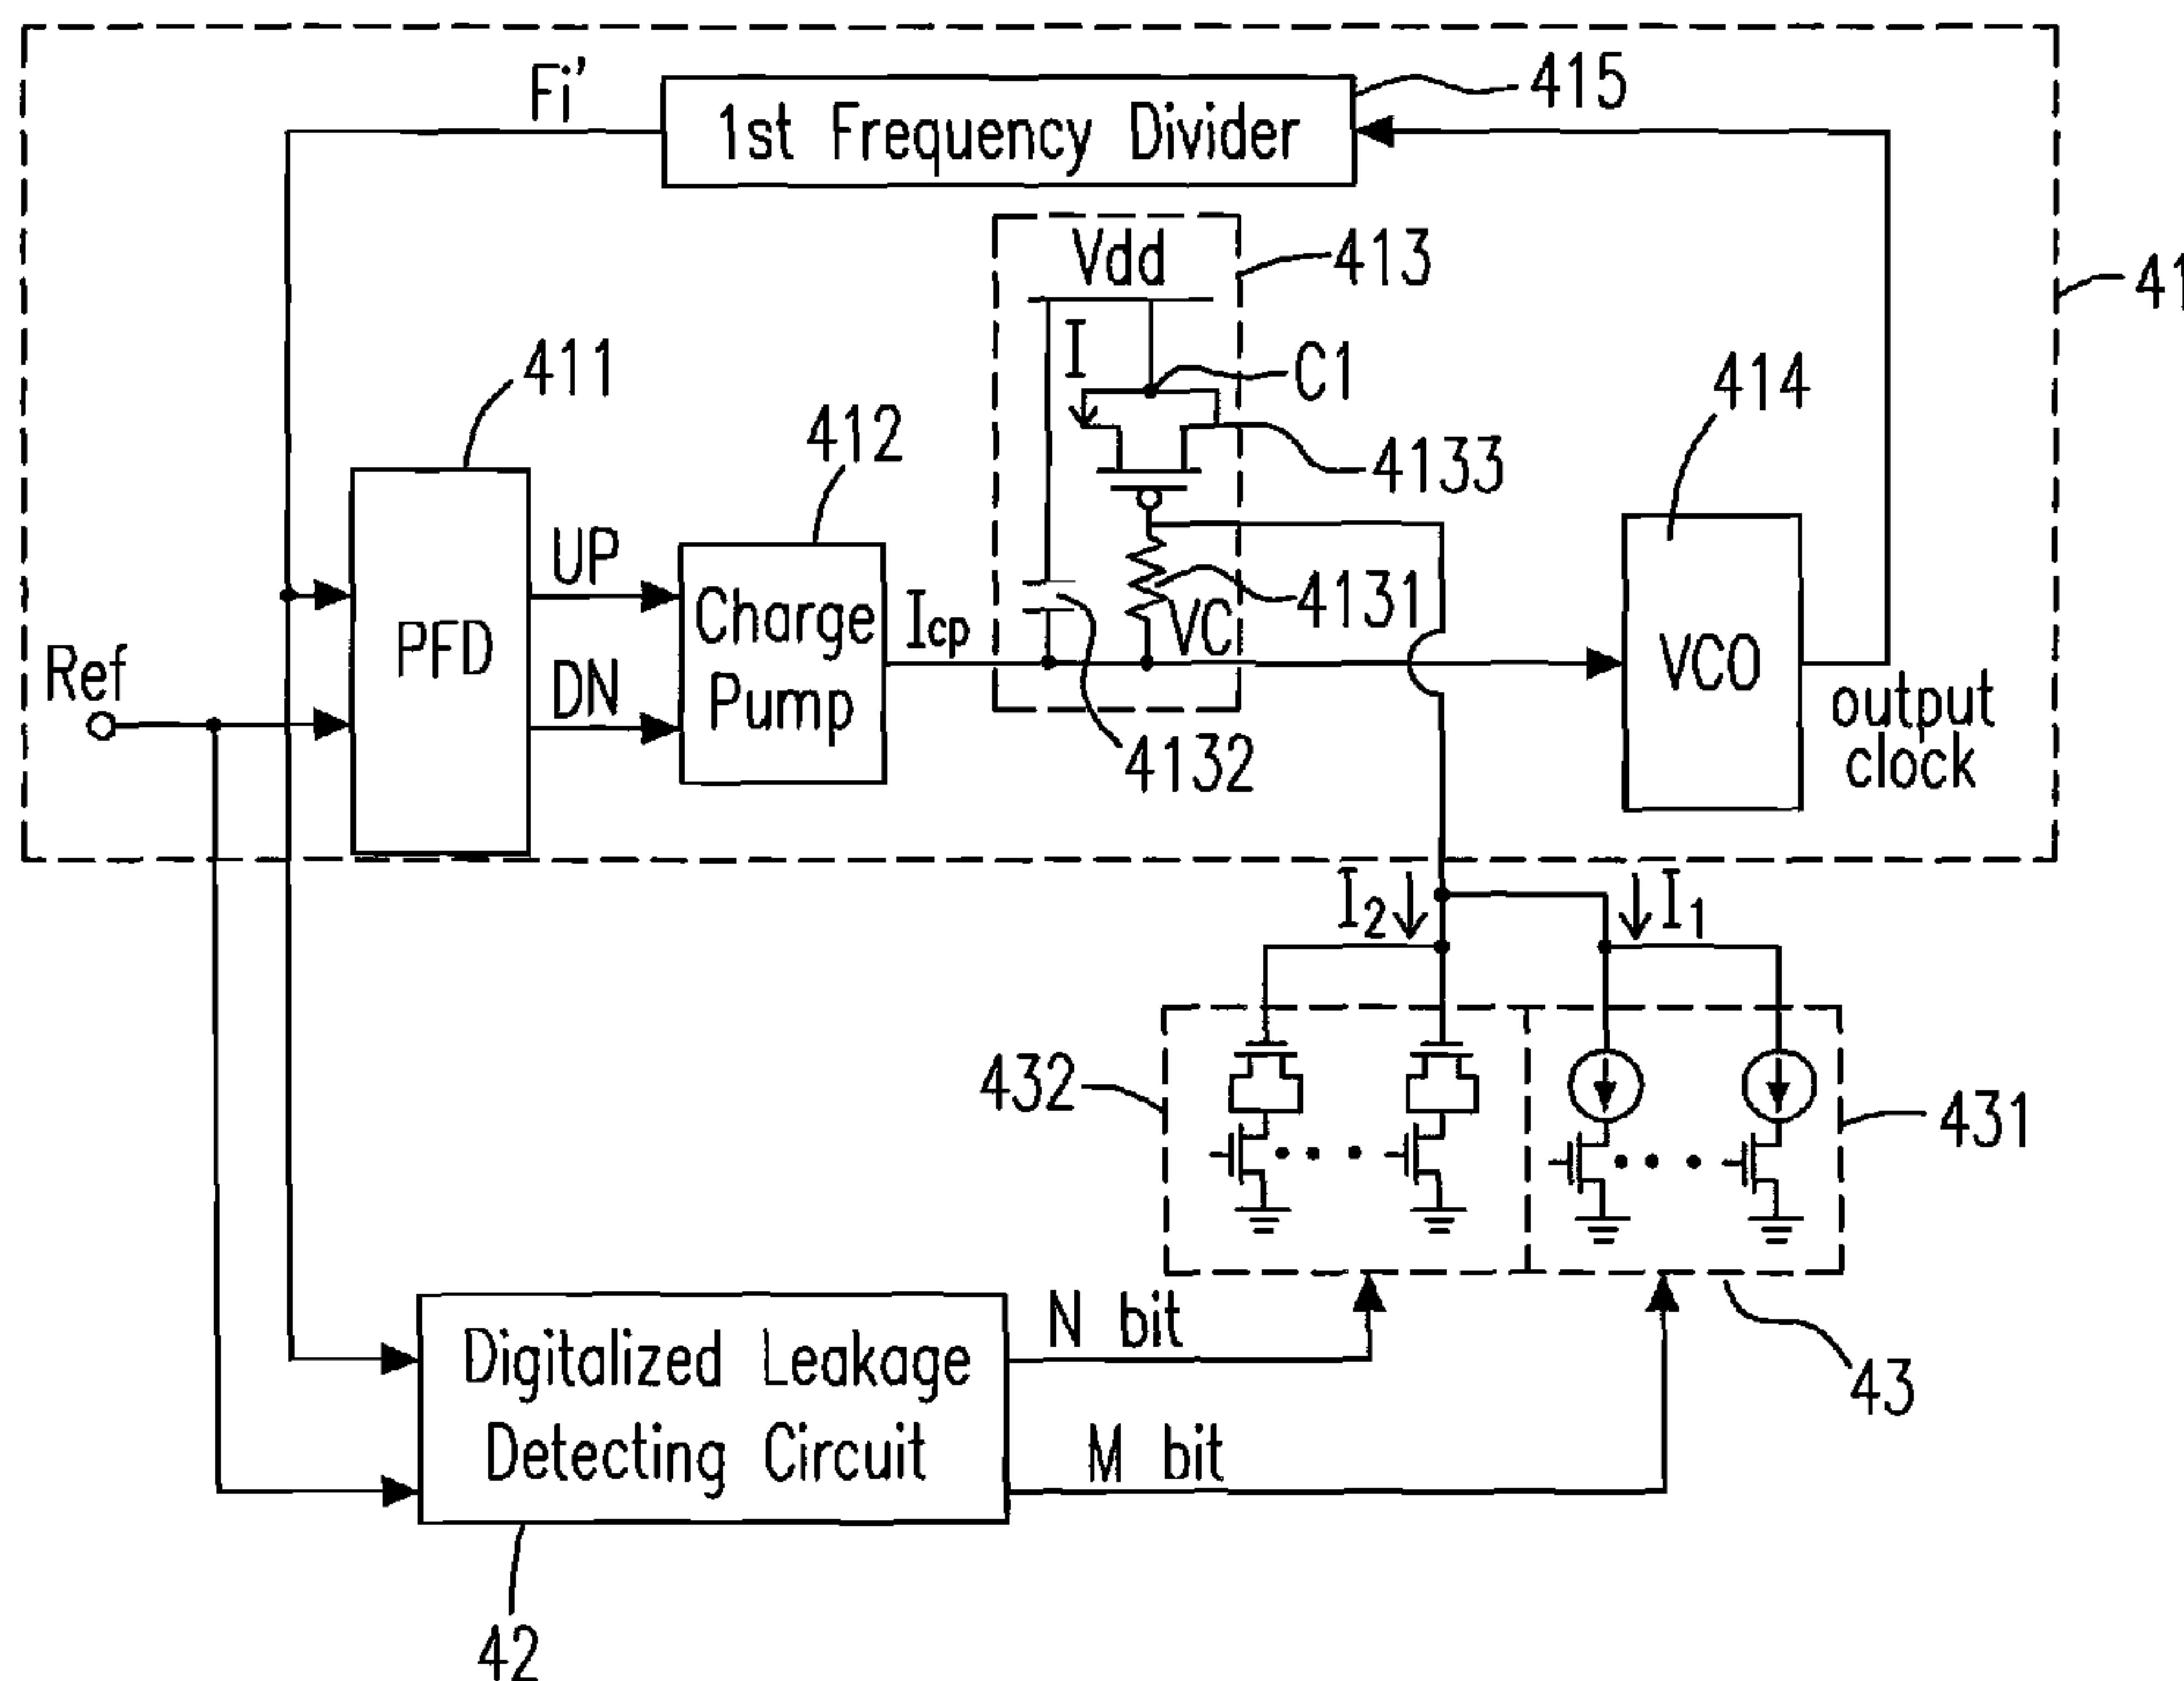 Fi'
1st Frequency Divider
415
Vdd
413
41
I
C1
411
412
414
4133
UP
Charge
Pump
Icp
4131
VC
PFD
VCO
Ref
DN
output
clock
4132
I2
I1
432
431
N bit
Digitalized Leakage
Detecting Circuit
M bit
43
42